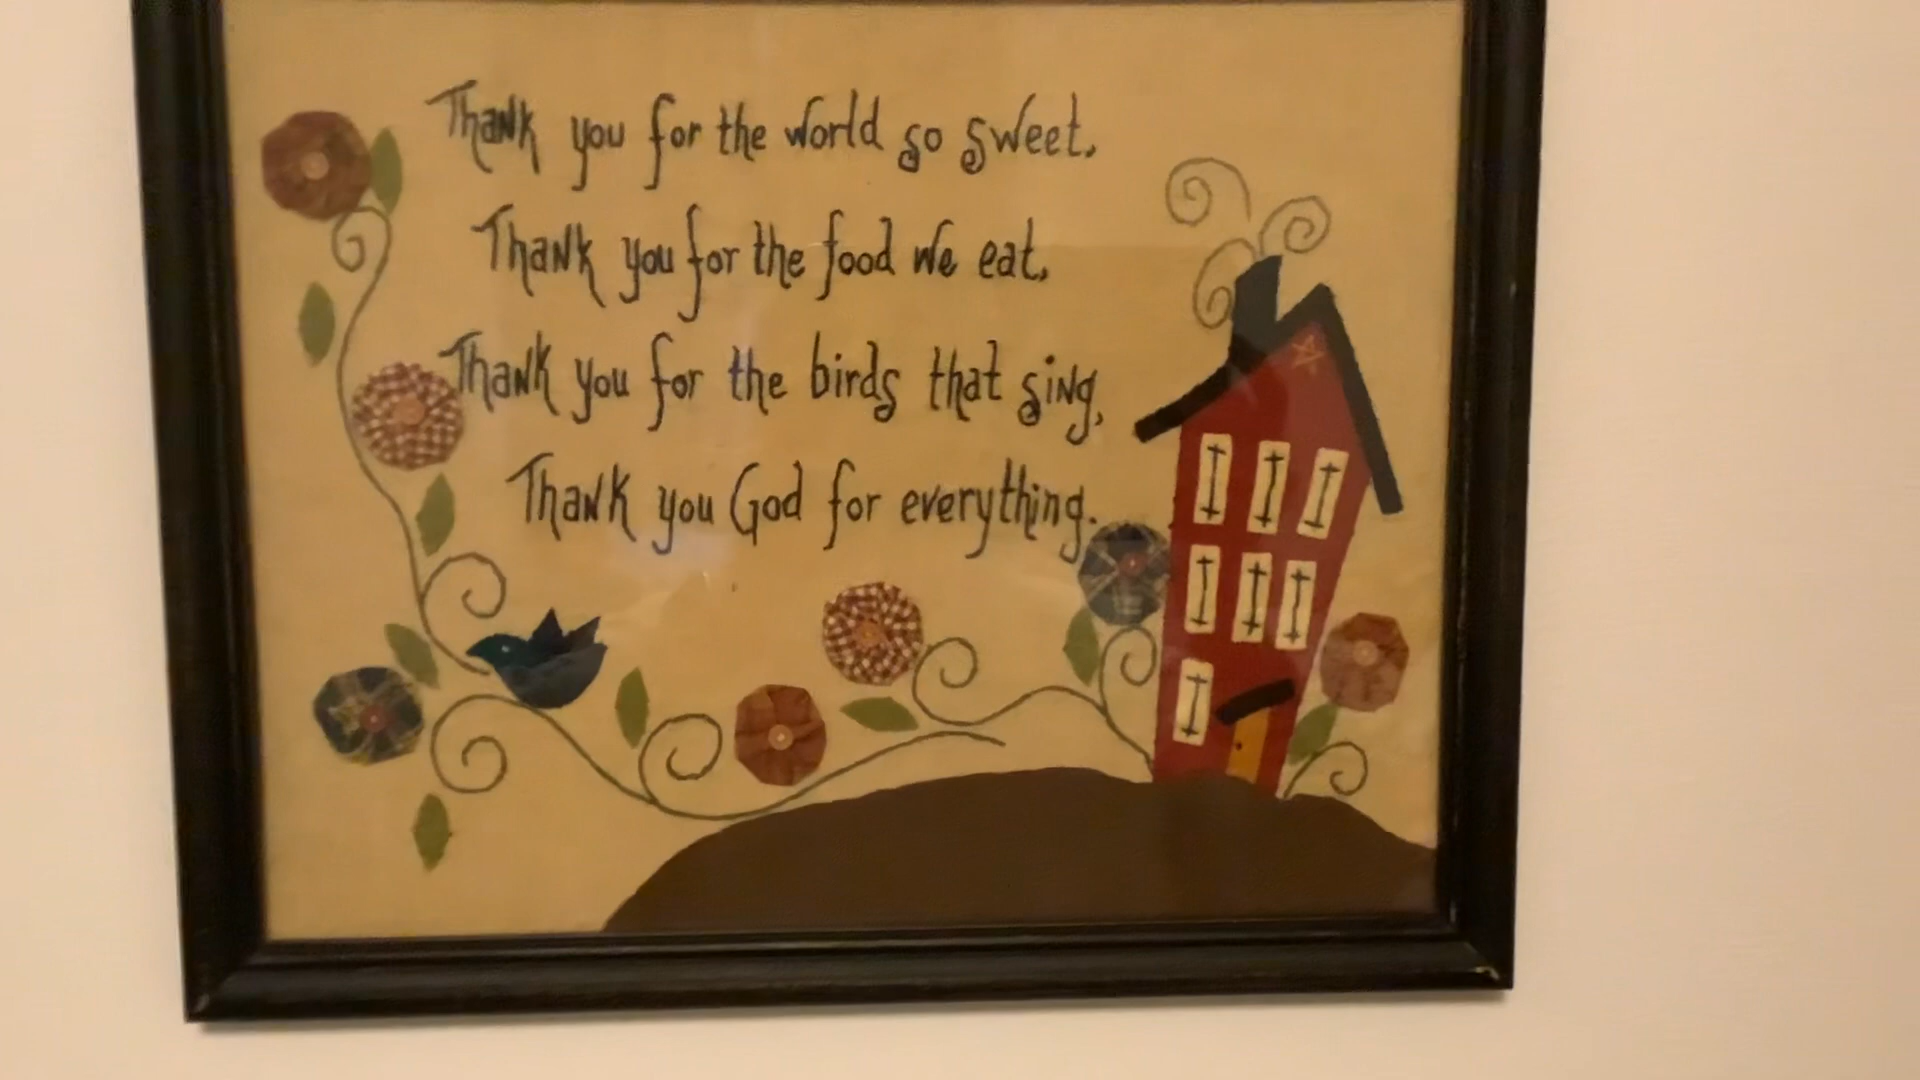 Thank you for the world so sweet,
Thank you for the food we eat,
Thank you for the birds that sing,
Thank you God for everything.